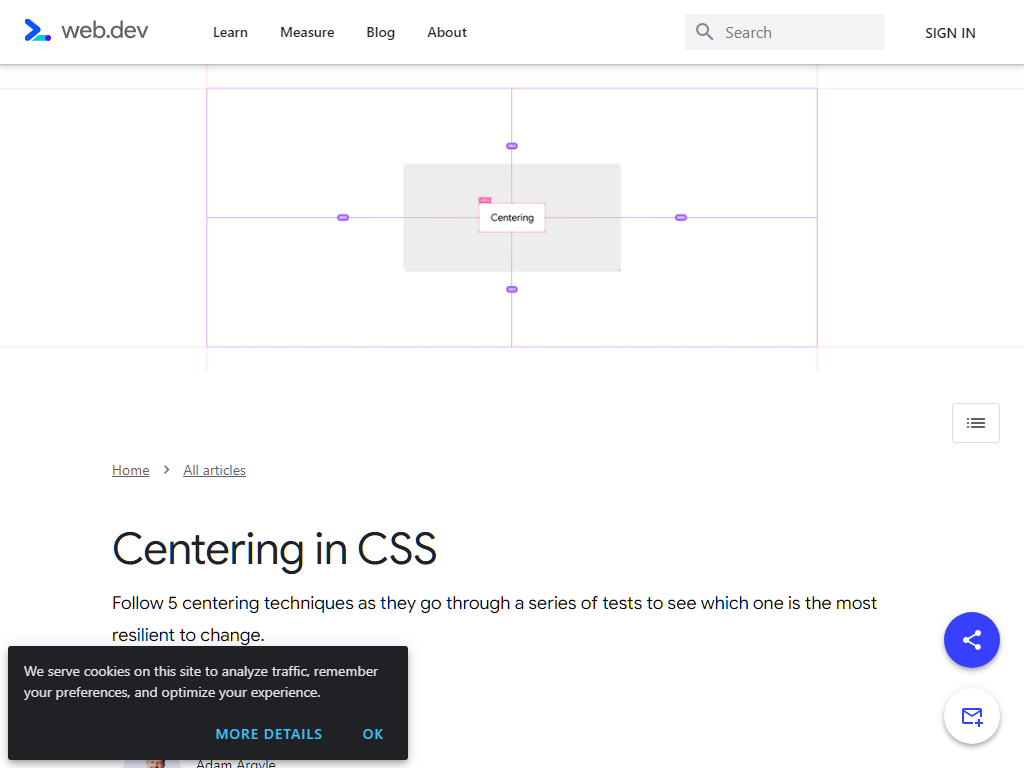 web.dev
Learn
Measure
Blog
About
Search
SIGN IN
Centering
Home
All articles
Centering in CSS
Follow 5 centering techniques as they go through a series of tests to see which one is the most
resilient to change.
We serve cookies on this site to analyze traffic, remember
your preferences, and optimize your experience.
MORE DETAILS
OK
Adam Argyle